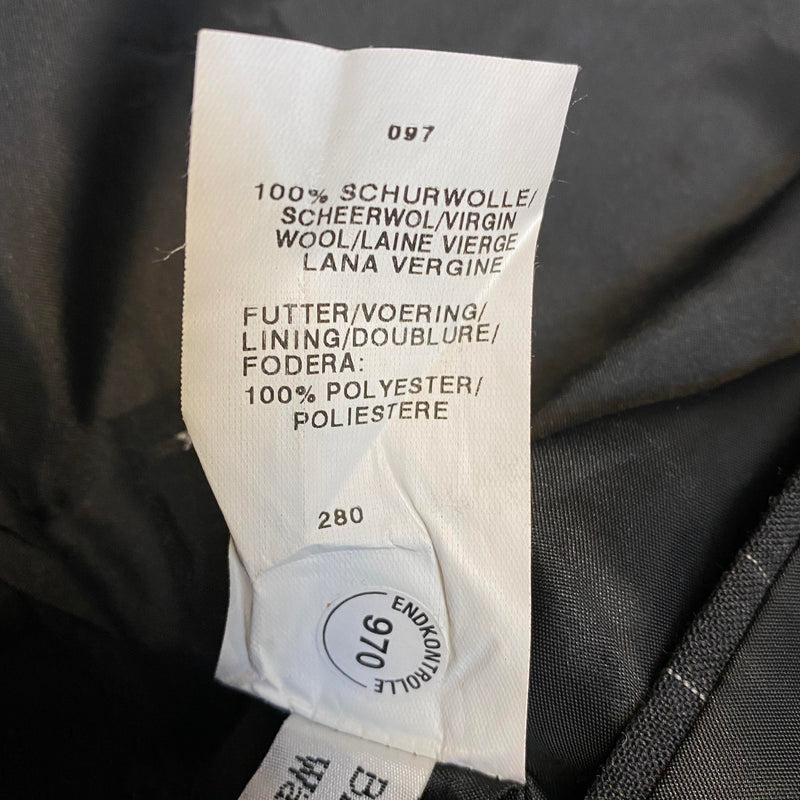 097
100% SCHURWOLLE/
SCHEERWOL/VIRGIN
WOOL/LAINE VIERGE
LANA VERGINE
FUTTER/VOERING/
LINING/DOUBLURE/
FODERA:
100% POLYESTER/
POLIESTERE
280
ENDKONTROLLE
970